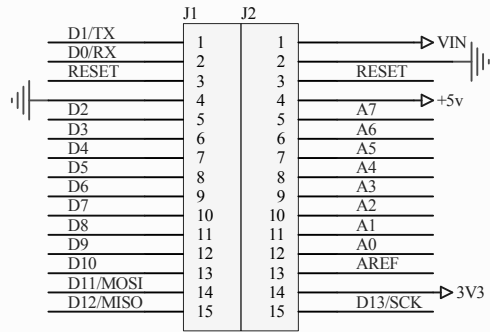 J1 J2
D1/TX 1 1 VIN
D0/RX 2 2
RESET 3 3 RESET
4 4 +5v
D2 5 5 A7
D3 6 6 A6
D4 7 7 A5
D5 8 8 A4
D6 9 9 A3
D7 10 10 A2
D8 11 11 A1
D9 12 12 A0
D10 13 13 AREF
D11/MOSI 14 14 3V3
D12/MISO 15 15 D13/SCK